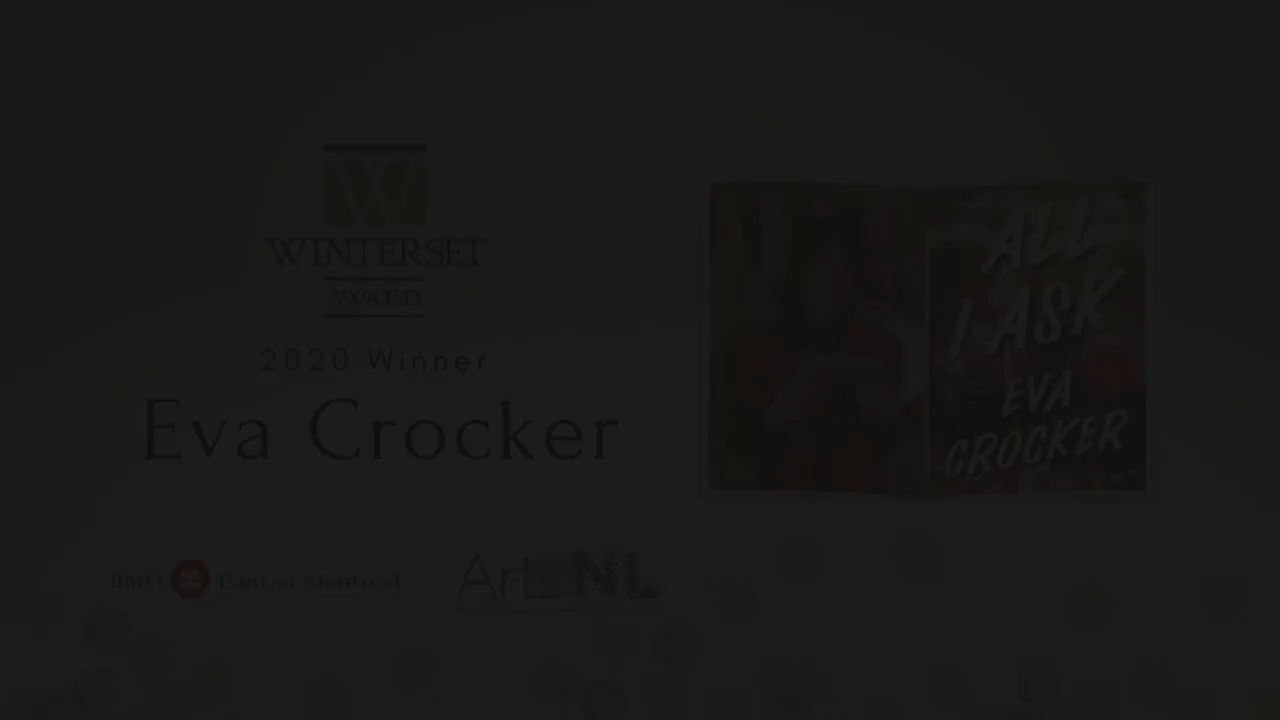 W
WINTERSET
AWARD
2020 Winner
Eva Crocker
BMO Bank of Montreal
ArtsNL
ALL
I ASK
EVA
CROCKER